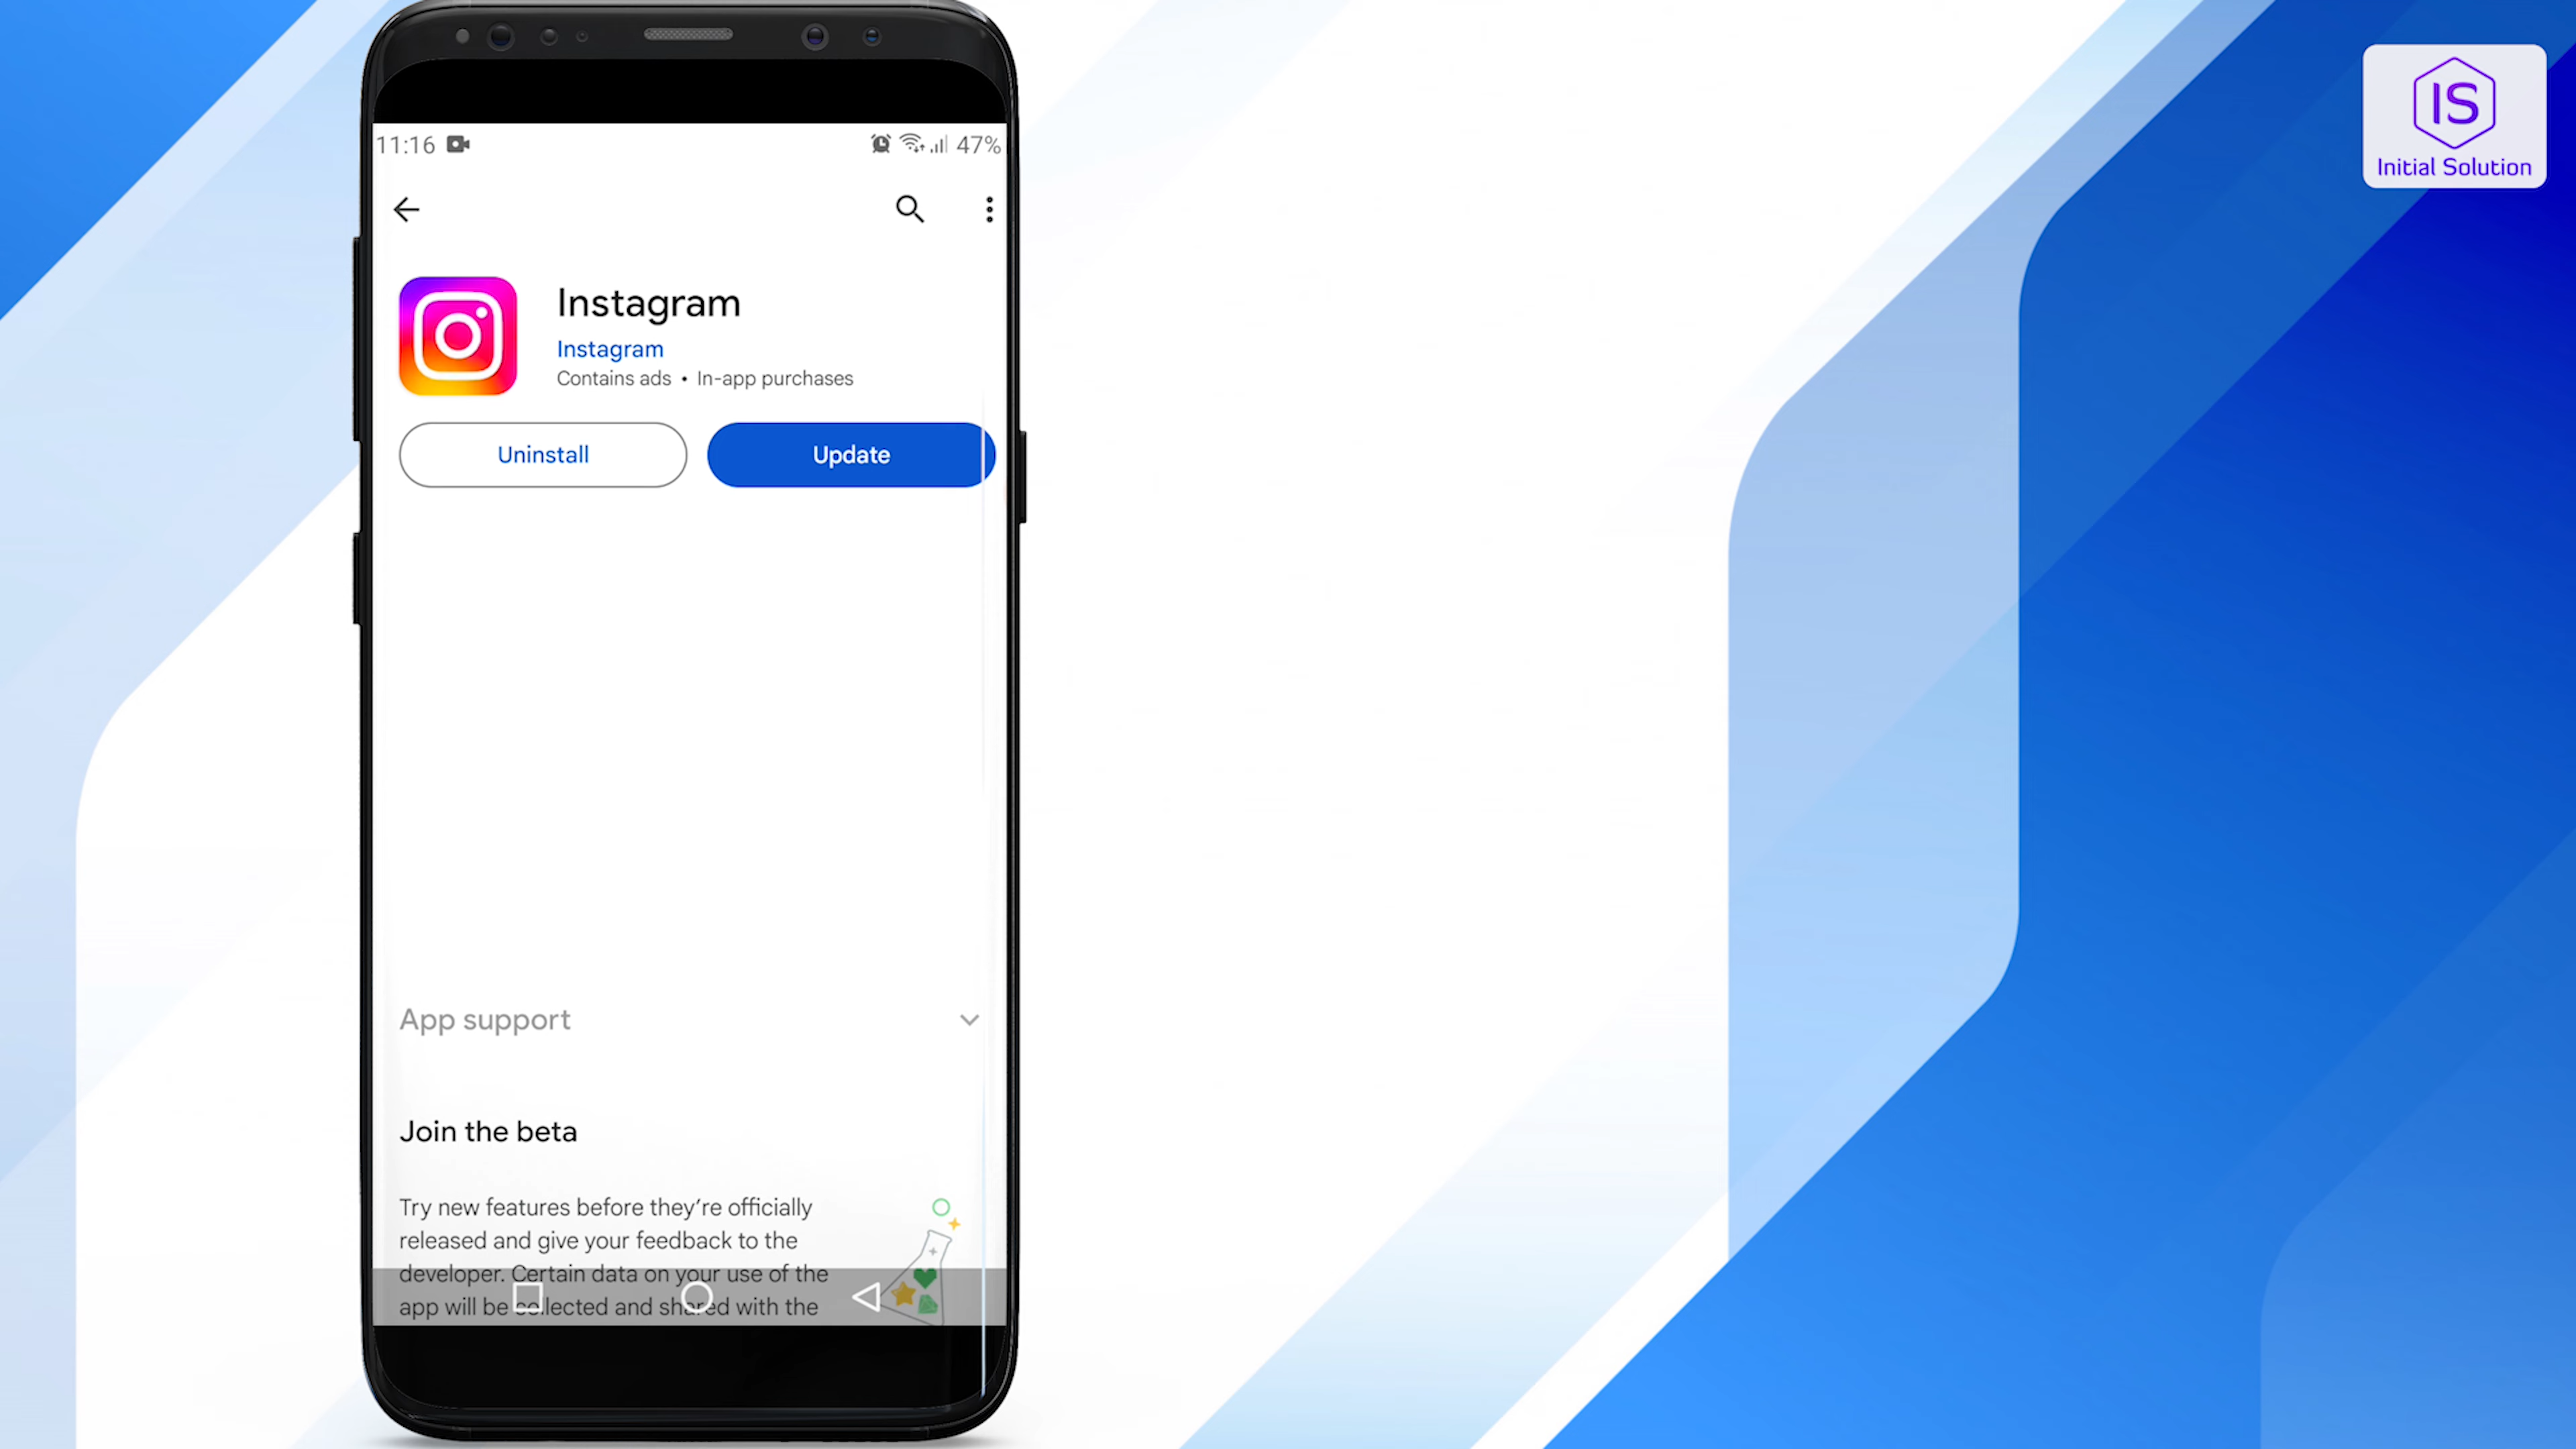 IS
Initial Solution
11:16
47%
Instagram
Instagram
Contains ads • In-app purchases
Uninstall
Update
App support
Join the beta
Try new features before they're officially
released and give your feedback to the
developer. Certain data on your use of the
app will be collected and shared with the